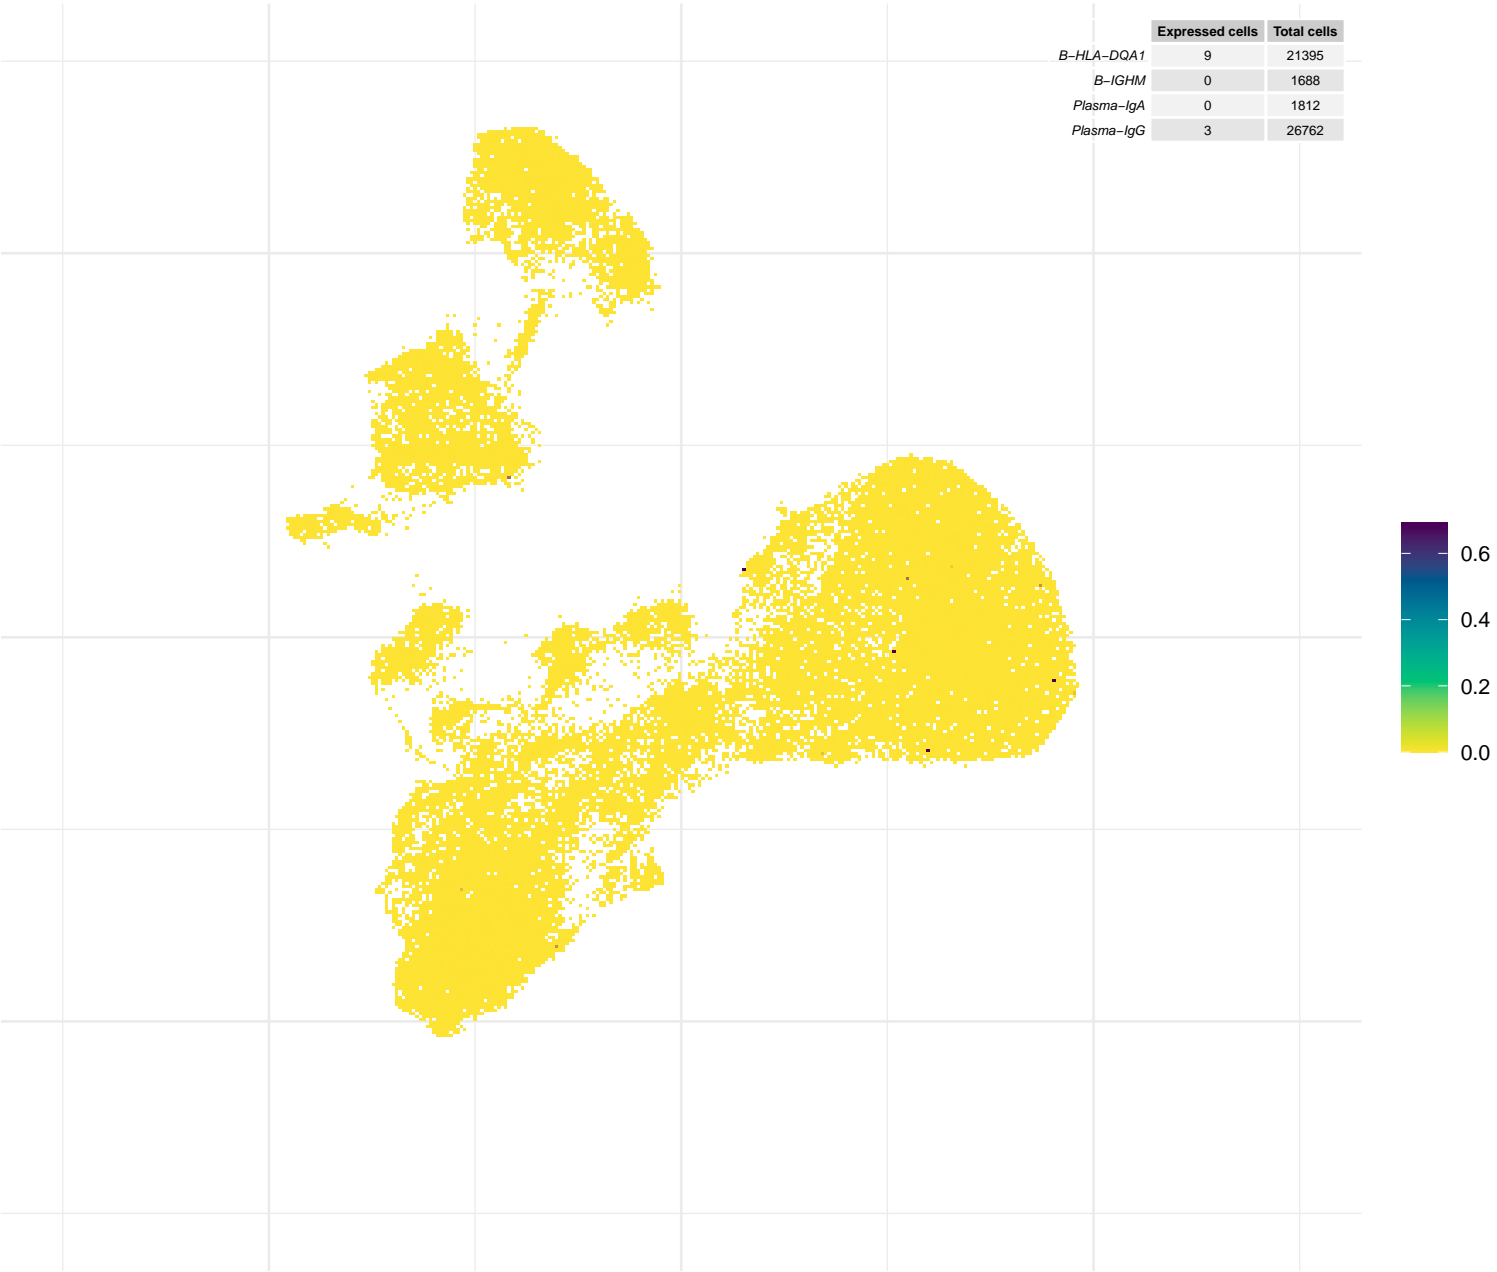 Expressed cells Total cells
B−HLA−DQA1 9 21395
B−IGHM 0 1688
Plasma−IgA 0 1812
Plasma−IgG 3 26762
0.6
0.4
0.2
0.0